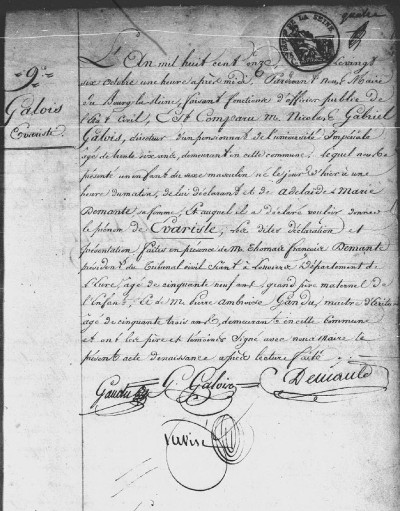 9.e
Galois
Evariste
L'An mil huit cent onze, le vingt
six octobre une heure après midi Pardevant nous Maire
du Bourg-la-Reine, faisant fonctions d'officier public de
l'état Civil, Est Comparu M. Nicolas Gabriel
Galois, directeur d'un pensionnat de l'université Impériale
âgé de trente six ans, demeurant en cette commune; lequel nous a
présenté un enfant du sexe masculin né le jour d'hier à une
heure du matin, de lui déclarant et de adelaïde Marie
Demante sa femme; Et auquel il a déclaré vouloir donner
le prénom de Evariste, Les dites déclaration et
présentation faites en présence de M. Thomas françois Demante
président du tribunal civil séant à Louviers Département de
l'Eure, âgé de cinquante neuf ans, grand père maternel de
l'Enfant, Et de M. Pierre ambroise Gandu, maître d'écriture
âgé de cinquante trois ans, demeurant en cette commune
et ont les père et témoins signé avec nous maire le
présent acte de naissance après lecture faite.
Gandu N. G. Galois Demante